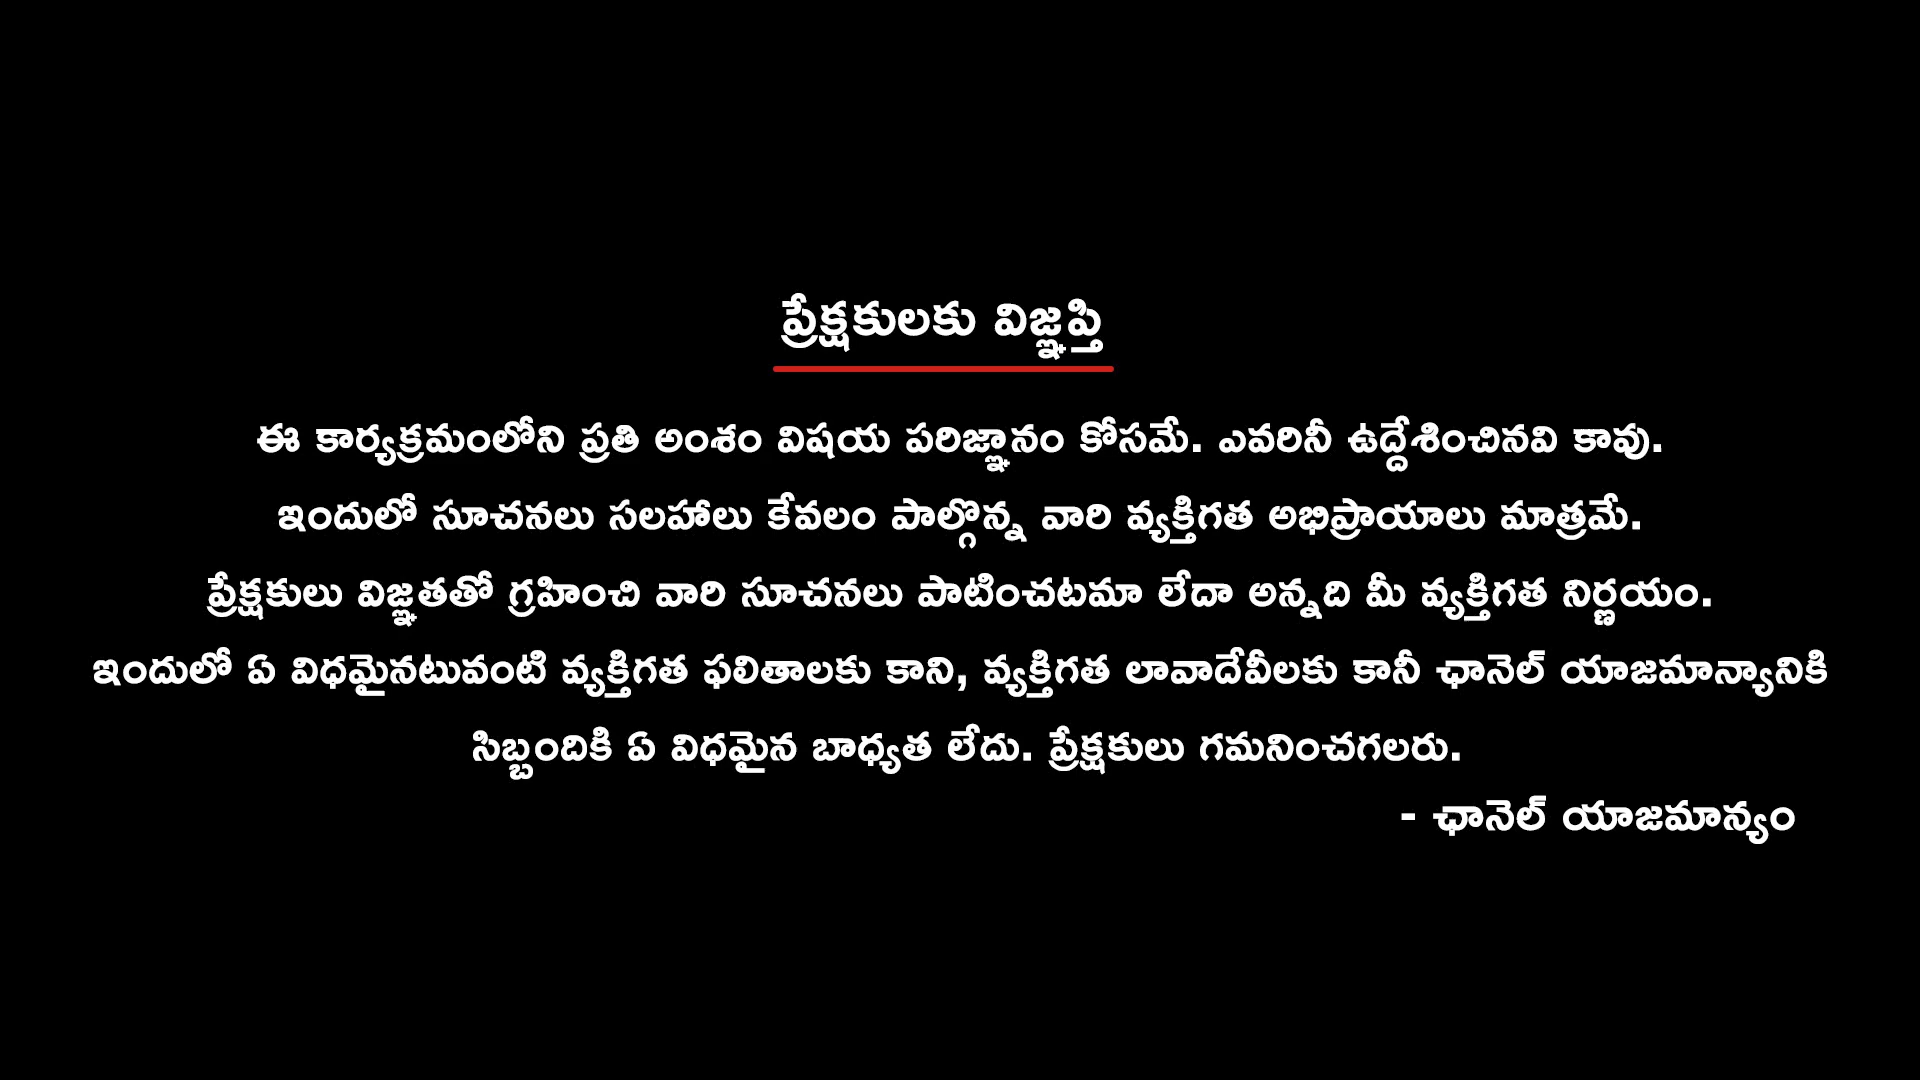 ప్రేక్షకులకు విజ్ఞప్తి
ఈ కార్యక్రమంలోని ప్రతి అంశం విషయ పరిజ్ఞానం కోసమే. ఎవరినీ ఉద్దేశించినవి కావు.
ఇందులో సూచనలు సలహాలు కేవలం పాల్గొన్న వారి వ్యక్తిగత అభిప్రాయాలు మాత్రమే.
ప్రేక్షకులు విజ్ఞతతో గ్రహించి వారి సూచనలు పాటించటమా లేదా అన్నది మీ వ్యక్తిగత నిర్ణయం.
ఇందులో ఏ విధమైనటువంటి వ్యక్తిగత ఫలితాలకు కాని, వ్యక్తిగత లావాదేవీలకు కానీ ఛానెల్ యాజమాన్యానికి
సిబ్బందికి ఏ విధమైన బాధ్యత లేదు. ప్రేక్షకులు గమనించగలరు.
- ఛానెల్ యాజమాన్యం